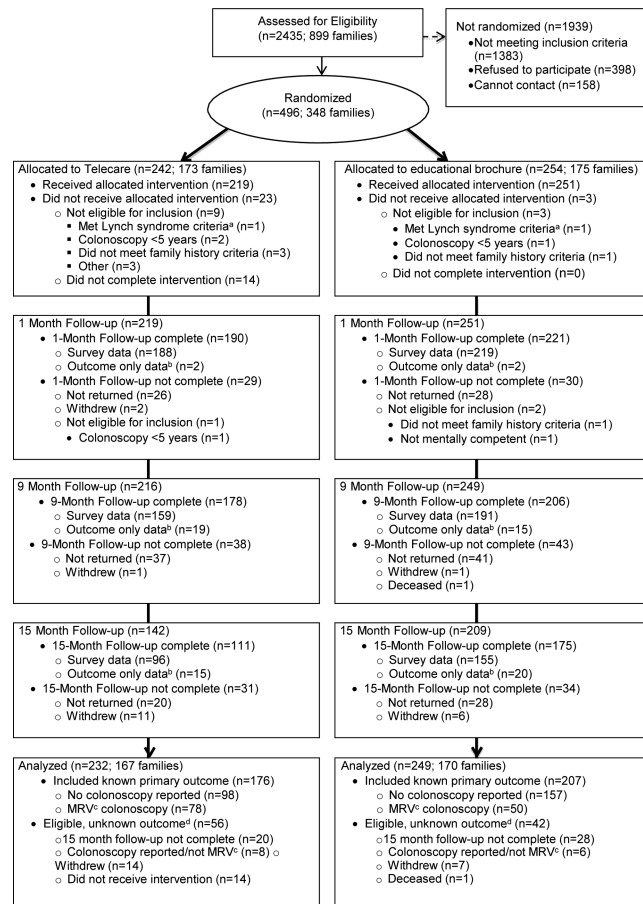 Assessed for Eligibility
(n=2435; 899 families)
Not randomized (n=1939)
•Not meeting inclusion criteria
(n=1383)
•Refused to participate (n=398)
•Cannot contact (n=158)
Randomized
(n=496; 348 families)
Allocated to Telecare (n=242; 173 families)
• Received allocated intervention (n=219)
• Did not receive allocated intervention (n=23)
○ Not eligible for inclusion (n=9)
▪ Met Lynch syndrome criteriaᵃ (n=1)
▪ Colonoscopy <5 years (n=2)
▪ Did not meet family history criteria (n=3)
▪ Other (n=3)
○ Did not complete intervention (n=14)
Allocated to educational brochure (n=254; 175 families)
• Received allocated intervention (n=251)
• Did not receive allocated intervention (n=3)
○ Not eligible for inclusion (n=3)
• Met Lynch syndrome criteriaᵃ (n=1)
• Colonoscopy <5 years (n=1)
• Did not meet family history criteria (n=1)
○ Did not complete intervention (n=0)
1 Month Follow-up (n=219)
• 1-Month Follow-up complete (n=190)
○ Survey data (n=188)
○ Outcome only dataᵇ (n=2)
• 1-Month Follow-up not complete (n=29)
○ Not returned (n=26)
○ Withdrew (n=2)
○ Not eligible for inclusion (n=1)
• Colonoscopy <5 years (n=1)
1 Month Follow-up (n=251)
• 1-Month Follow-up complete (n=221)
○ Survey data (n=219)
○ Outcome only dataᵇ (n=2)
• 1-Month Follow-up not complete (n=30)
○ Not returned (n=28)
○ Not eligible for inclusion (n=2)
• Did not meet family history criteria (n=1)
• Not mentally competent (n=1)
9 Month Follow-up (n=216)
• 9-Month Follow-up complete (n=178)
○ Survey data (n=159)
○ Outcome only dataᵇ (n=19)
• 9-Month Follow-up not complete (n=38)
○ Not returned (n=37)
○ Withdrew (n=1)
9 Month Follow-up (n=249)
• 9-Month Follow-up complete (n=206)
○ Survey data (n=191)
○ Outcome only dataᵇ (n=15)
• 9-Month Follow-up not complete (n=43)
○ Not returned (n=41)
○ Withdrew (n=1)
○ Deceased (n=1)
15 Month Follow-up (n=142)
• 15-Month Follow-up complete (n=111)
○ Survey data (n=96)
○ Outcome only dataᵇ (n=15)
• 15-Month Follow-up not complete (n=31)
○ Not returned (n=20)
○ Withdrew (n=11)
15 Month Follow-up (n=209)
• 15-Month Follow-up complete (n=175)
○ Survey data (n=155)
○ Outcome only dataᵇ (n=20)
• 15-Month Follow-up not complete (n=34)
○ Not returned (n=28)
○ Withdrew (n=6)
Analyzed (n=232; 167 families)
• Included known primary outcome (n=176)
○ No colonoscopy reported (n=98)
○ MRVᶜ colonoscopy (n=78)
• Eligible, unknown outcomeᵈ (n=56)
○15 month follow-up not complete (n=20)
○ Colonoscopy reported/not MRVᶜ (n=8) ○
Withdrew (n=14)
○ Did not receive intervention (n=14)
Analyzed (n=249; 170 families)
• Included known primary outcome (n=207)
○ No colonoscopy reported (n=157)
○ MRVᶜ colonoscopy (n=50)
• Eligible, unknown outcomeᵈ (n=42)
○15 month follow-up not complete (n=28)
○ Colonoscopy reported/not MRVᶜ (n=6)
○ Withdrew (n=7)
○ Deceased (n=1)